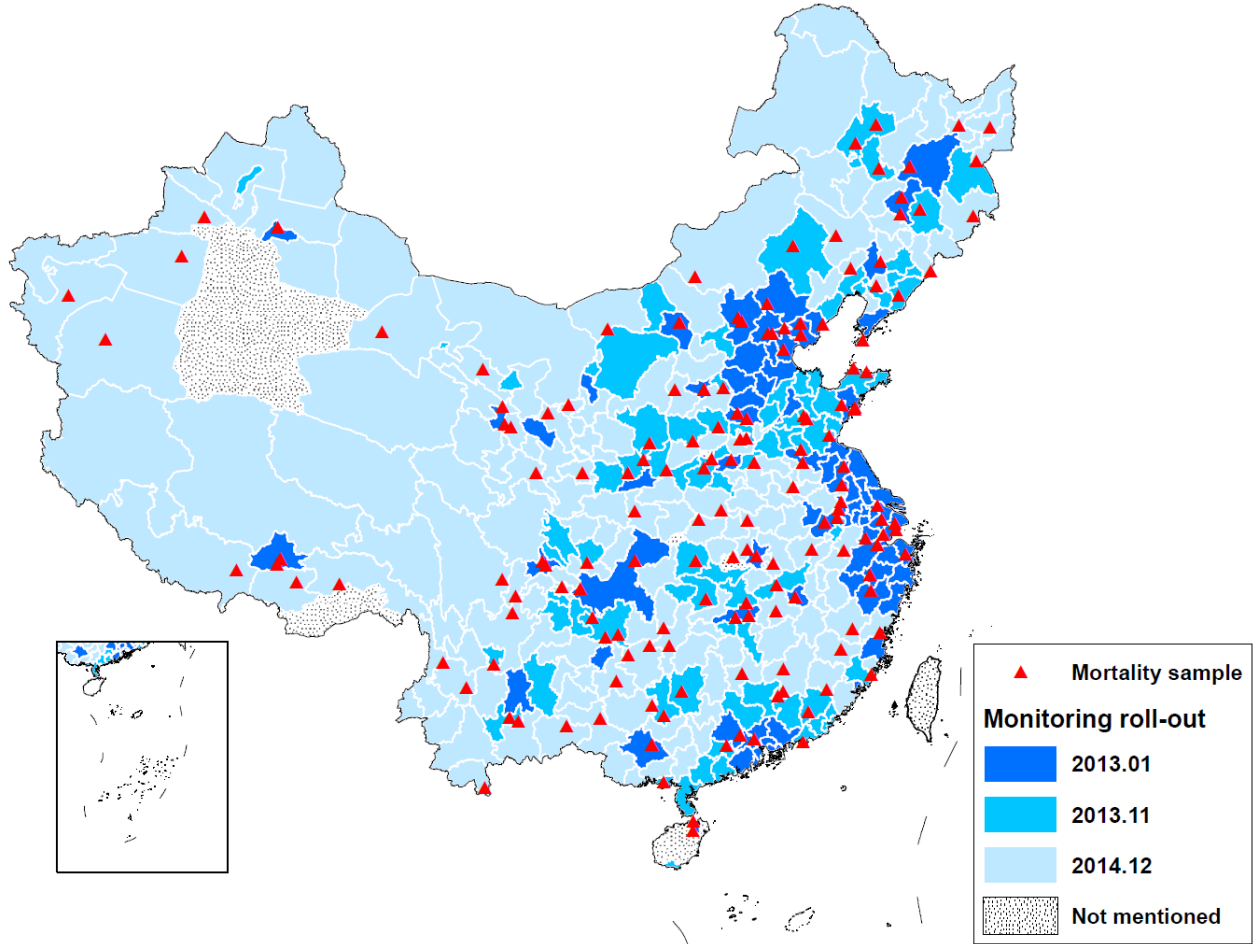 Mortality sample
Monitoring roll-out
2013.01
2013.11
2014.12
Not mentioned